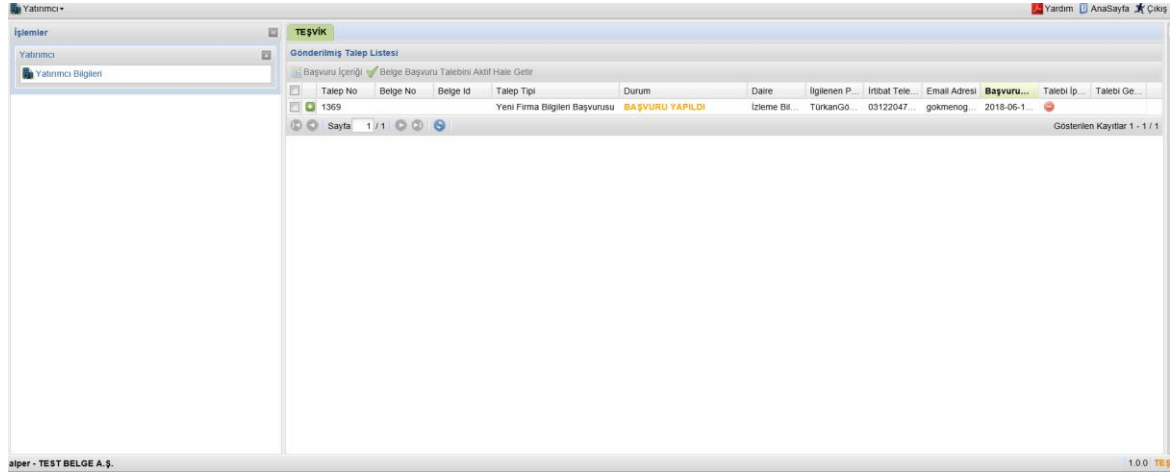 Yatırımcı
Yardım AnaSayfa Çıkış
İşlemler
Yatırımcı
Yatırımcı Bilgileri
TEŞVİK
Gönderilmiş Talep Listesi
Başvuru İçeriği Belge Başvuru Talebini Aktif Hale Getir
Talep No Belge No Belge Id Talep Tipi Durum Daire İlgilenen P... İrtibat Tele... Email Adresi Başvuru... Talebi İp... Talebi Ge...
1369 Yeni Firma Bilgileri Başvurusu BAŞVURU YAPILDI İzleme Bil... TürkanGö... 03122047... gokmenog... 2018-06-1...
Sayfa 1 / 1 Gösterilen Kayıtlar 1 - 1 / 1
alper - TEST BELGE A.Ş. 1.0.0 TEŞ